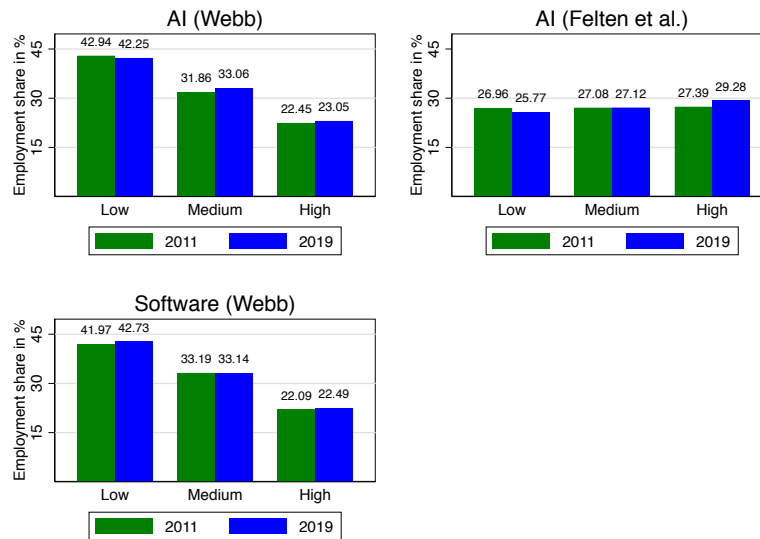 AI (Webb)
Employment share in %
45
30
15
42.94 42.25
31.86 33.06
22.45 23.05
Low Medium High
2011 2019
AI (Felten et al.)
Employment share in %
45
30
15
26.96 25.77
27.08 27.12
27.39 29.28
Low Medium High
2011 2019
Software (Webb)
Employment share in %
45
30
15
41.97 42.73
33.19 33.14
22.09 22.49
Low Medium High
2011 2019